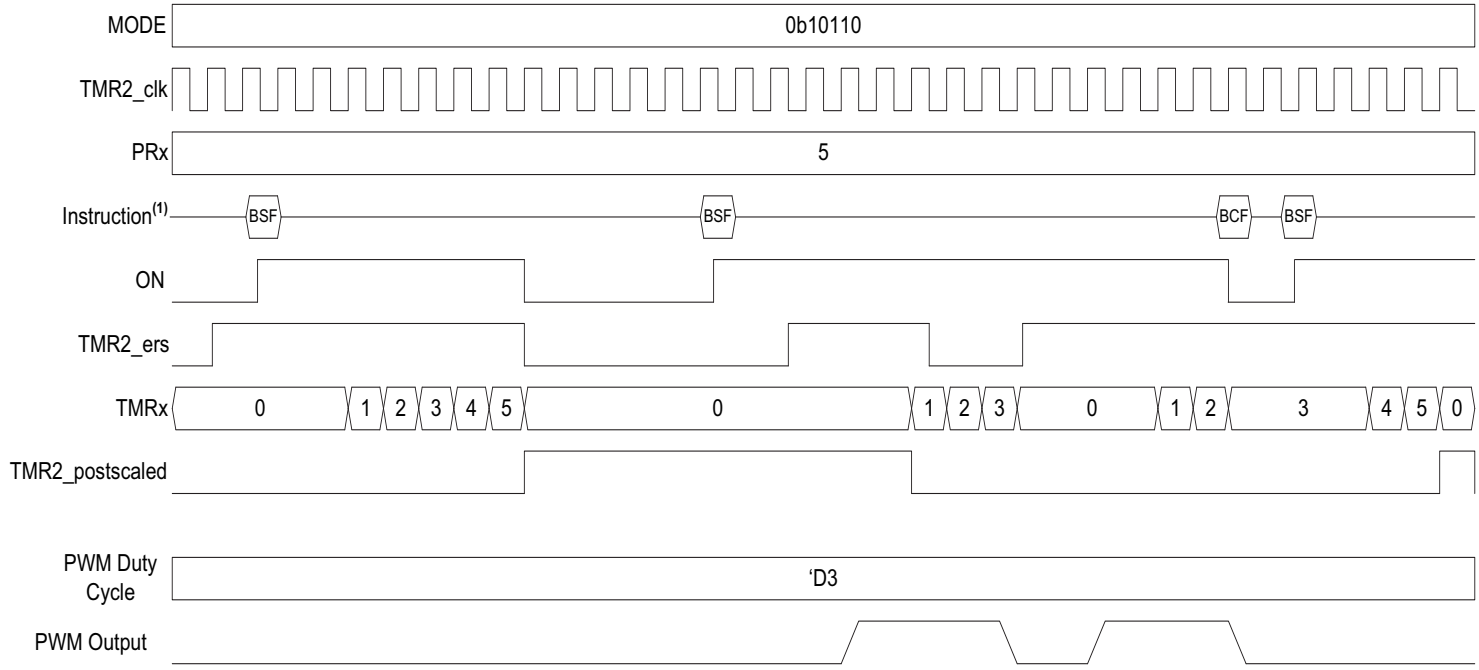 MODE 0b10110
TMR2_clk
PRx 5
Instruction(1) BSF BSF BCF BSF
ON
TMR2_ers
TMRx 0 1 2 3 4 5 0 1 2 3 0 1 2 3 4 5 0
TMR2_postscaled
PWM Duty
Cycle
‘D3
PWM Output